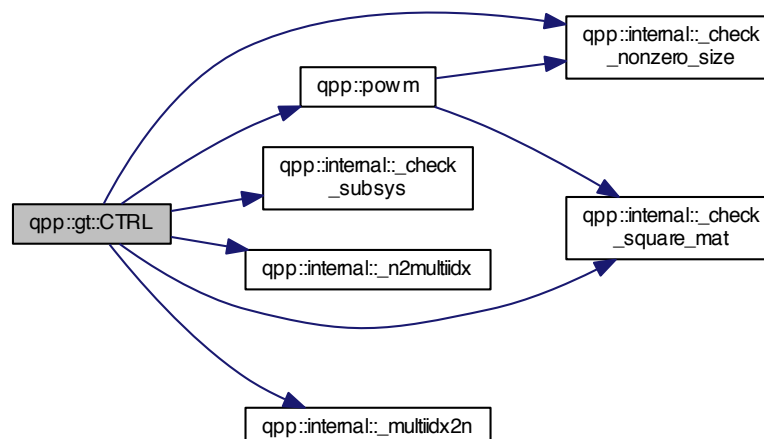 qpp::internal::_check
_nonzero_size
qpp::powm
qpp::internal::_check
_subsys
qpp::gt::CTRL
qpp::internal::_check
_square_mat
qpp::internal::_n2multiidx
qpp::internal::_multiidx2n